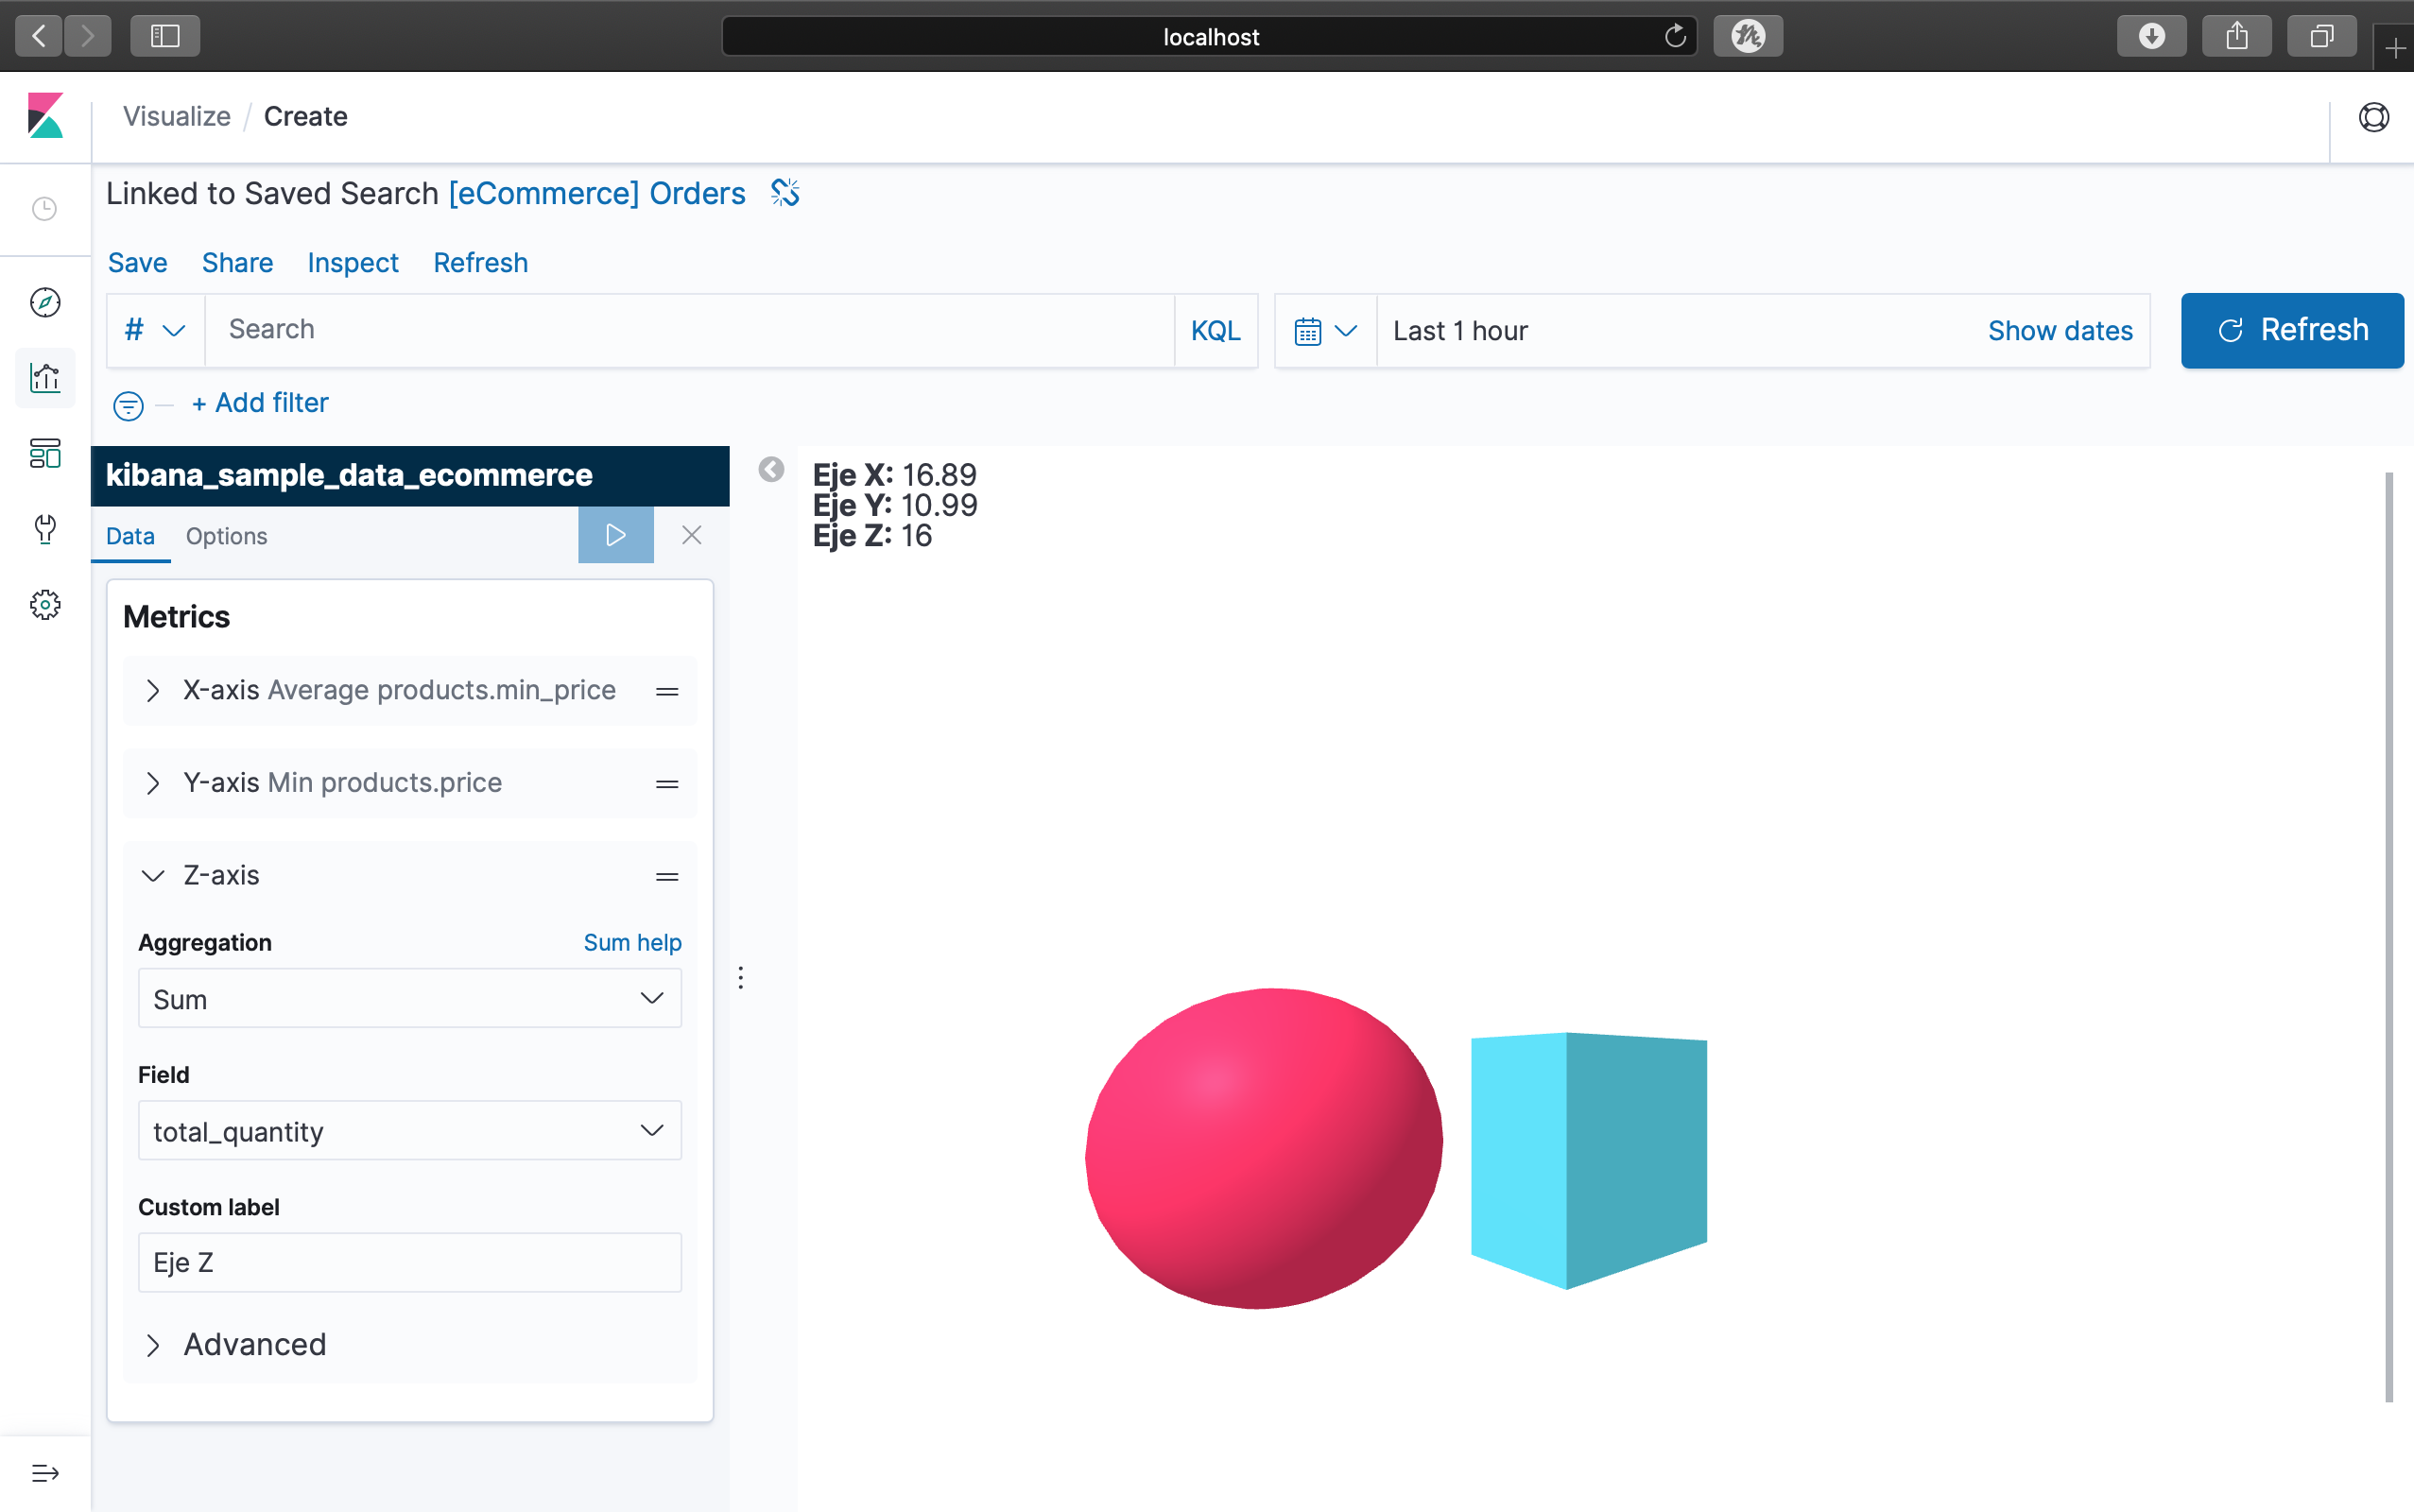 localhost
Visualize / Create
Linked to Saved Search [eCommerce] Orders
Save Share Inspect Refresh
# Search KQL Last 1 hour Show dates Refresh
+ Add filter
kibana_sample_data_ecommerce
Data Options
Metrics
X-axis Average products.min_price
Y-axis Min products.price
Z-axis
Aggregation Sum help
Sum
Field
total_quantity
Custom label
Eje Z
Advanced
Eje X: 16.89
Eje Y: 10.99
Eje Z: 16